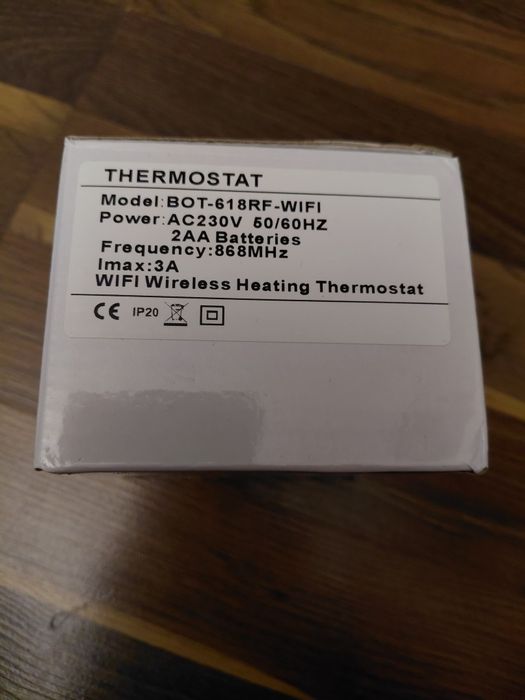 THERMOSTAT
Model:BOT-618RF-WIFI
Power:AC230V 50/60HZ
2AA Batteries
Frequency:868MHz
Imax:3A
WIFI Wireless Heating Thermostat
CE IP20